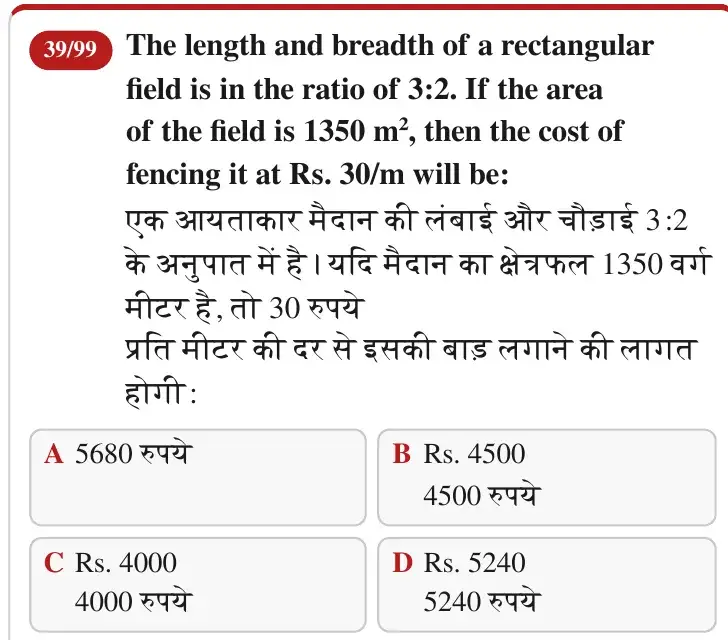 39/99 The length and breadth of a rectangular
field is in the ratio of 3:2. If the area
of the field is 1350 m², then the cost of
fencing it at Rs. 30/m will be:
एक आयताकार मैदान की लंबाई और चौड़ाई 3:2
के अनुपात में है। यदि मैदान का क्षेत्रफल 1350 वर्ग
मीटर है, तो 30 रुपये
प्रति मीटर की दर से इसकी बाड़ लगाने की लागत
होगी:
A 5680 रुपये
B Rs. 4500
4500 रुपये
C Rs. 4000
4000 रुपये
D Rs. 5240
5240 रुपये